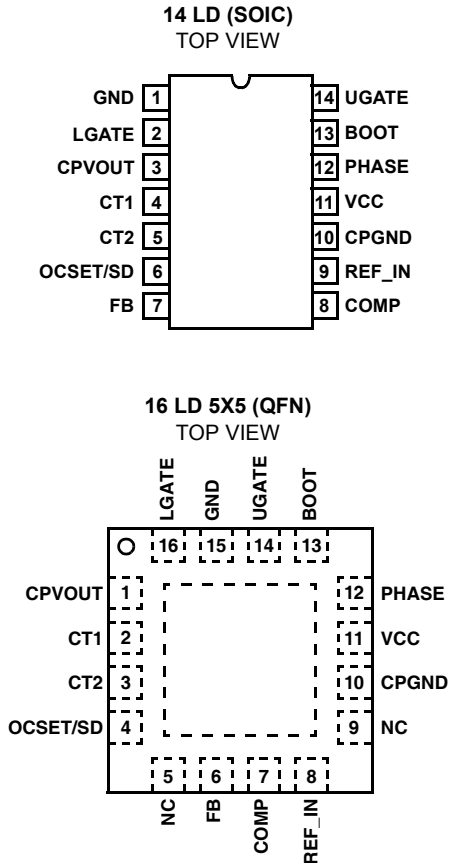 14 LD (SOIC)
TOP VIEW
GND 1 14 UGATE
LGATE 2 13 BOOT
CPVOUT 3 12 PHASE
CT1 4 11 VCC
CT2 5 10 CPGND
OCSET/SD 6 9 REF_IN
FB 7 8 COMP
16 LD 5X5 (QFN)
TOP VIEW
LGATE GND UGATE BOOT
16 15 14 13
CPVOUT 1 12 PHASE
CT1 2 11 VCC
CT2 3 10 CPGND
OCSET/SD 4 9 NC
5 6 7 8
NC FB COMP REF_IN